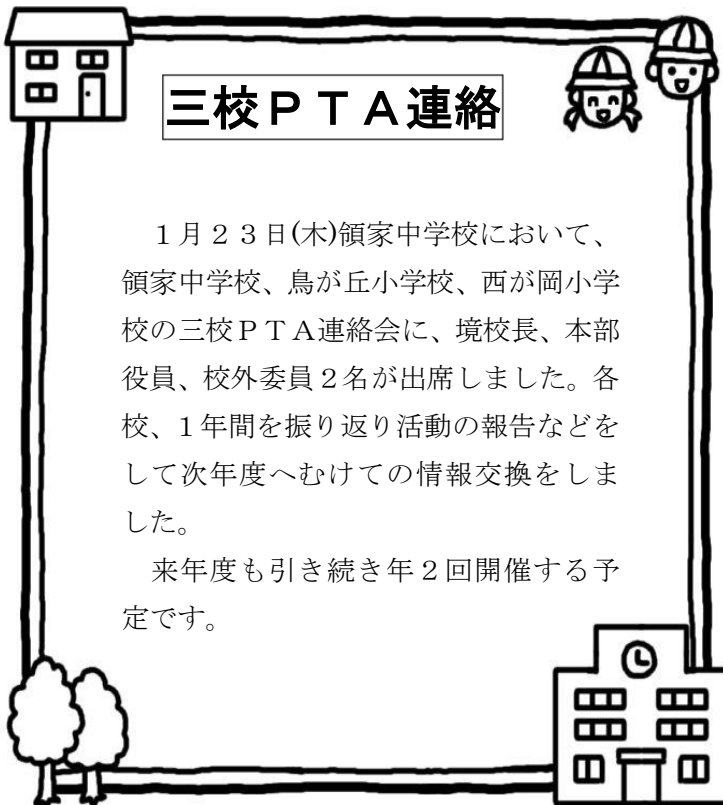 三校ＰＴＡ連絡
１月２３日(木)領家中学校において、
領家中学校、鳥が丘小学校、西が岡小学
校の三校ＰＴＡ連絡会に、境校長、本部
役員、校外委員２名が出席しました。各
校、１年間を振り返り活動の報告などを
して次年度へむけての情報交換をしま
した。
来年度も引き続き年２回開催する予
定です。